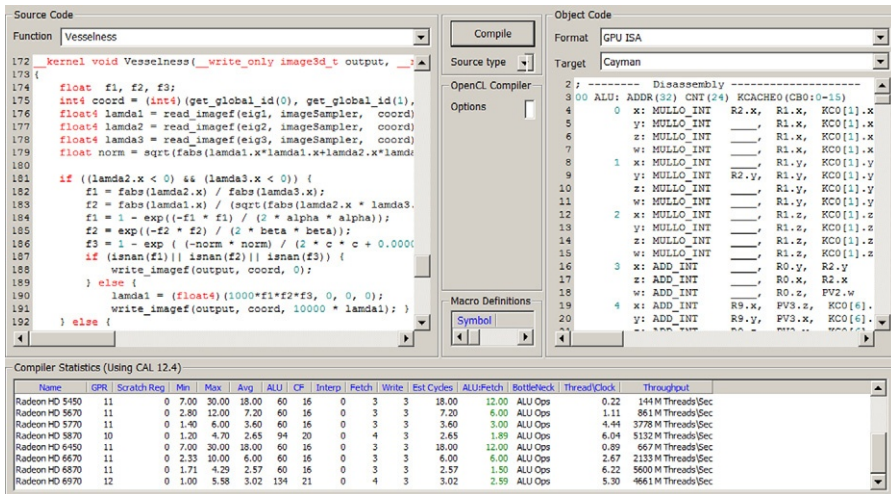 Source Code
Function Vesselness
172 __kernel void Vesselness(__write_only image3d_t output,
173 {
174 float f1, f2, f3;
175 int4 coord = (int4)(get_global_id(0), get_global_id(1),
176 float4 lamda1 = read_imagef(eig1, imageSampler, coord)
177 float4 lamda2 = read_imagef(eig2, imageSampler, coord)
178 float4 lamda3 = read_imagef(eig3, imageSampler, coord)
179 float norm = sqrt(fabs(lamda1.x*lamda1.x+lamda2.x*lamda
180
181 if ((lamda2.x < 0) && (lamda3.x < 0)) {
182 f1 = fabs(lamda2.x) / fabs(lamda3.x);
183 f2 = fabs(lamda1.x) / (sqrt(fabs(lamda2.x * lamda3.
184 f1 = 1 - exp((-f1 * f1) / (2 * alpha * alpha));
185 f2 = exp((-f2 * f2) / (2 * beta * beta));
186 f3 = 1 - exp ( (-norm * norm) / (2 * c * c + 0.0000
187 if (isnan(f1)|| isnan(f2)|| isnan(f3)) {
188 write_imagef(output, coord, 0);
189 } else {
190 lamda1 = (float4)(1000*f1*f2*f3, 0, 0, 0);
191 write_imagef(output, coord, 10000 * lamda1); }
192 } else {
Compile
Source type
OpenCL Compiler
Options
Macro Definitions
Symbol
Object Code
Format GPU ISA
Target Cayman
2 ; -------- Disassembly --------------------
3 00 ALU: ADDR(32) CNT(24) KCACHE0(CB0:0-15)
4 0 x: MULLO_INT R2.x, R1.x, KC0[1].x
5 y: MULLO_INT ____, R1.x, KC0[1].x
6 z: MULLO_INT ____, R1.x, KC0[1].x
7 w: MULLO_INT ____, R1.x, KC0[1].x
8 1 x: MULLO_INT ____, R1.y, KC0[1].y
9 y: MULLO_INT R2.y, R1.y, KC0[1].y
10 z: MULLO_INT ____, R1.y, KC0[1].y
11 w: MULLO_INT ____, R1.y, KC0[1].y
12 2 x: MULLO_INT ____, R1.z, KC0[1].z
13 y: MULLO_INT ____, R1.z, KC0[1].z
14 z: MULLO_INT ____, R1.z, KC0[1].z
15 w: MULLO_INT ____, R1.z, KC0[1].z
16 3 x: ADD_INT ____, R0.y, R2.y
17 z: ADD_INT ____, R0.x, R2.x
18 w: ADD_INT ____, R0.z, PV2.w
19 4 x: ADD_INT R9.x, PV3.z, KC0[6].
20 y: ADD_INT R9.y, PV3.x, KC0[6].
Compiler Statistics (Using CAL 12.4)
Name GPR Scratch Reg Min Max Avg ALU CF Interp Fetch Write Est Cycles ALU:Fetch BottleNeck Thread\Clock Throughput
Radeon HD 5450 11 0 7.00 30.00 18.00 60 16 0 3 3 18.00 12.00 ALU Ops 0.22 144 M Threads\Sec
Radeon HD 5670 11 0 2.80 12.00 7.20 60 16 0 3 3 7.20 6.00 ALU Ops 1.11 861 M Threads\Sec
Radeon HD 5770 11 0 1.40 6.00 3.60 60 16 0 3 3 3.60 3.00 ALU Ops 4.44 3778 M Threads\Sec
Radeon HD 5870 10 0 1.20 4.70 2.65 94 20 0 4 3 2.65 1.89 ALU Ops 6.04 5132 M Threads\Sec
Radeon HD 6450 11 0 7.00 30.00 18.00 60 16 0 3 3 18.00 12.00 ALU Ops 0.89 667 M Threads\Sec
Radeon HD 6670 11 0 2.33 10.00 6.00 60 16 0 3 3 6.00 6.00 ALU Ops 2.67 2133 M Threads\Sec
Radeon HD 6870 11 0 1.71 4.29 2.57 60 16 0 3 3 2.57 1.50 ALU Ops 6.22 5600 M Threads\Sec
Radeon HD 6970 12 0 1.00 5.58 3.02 134 21 0 4 3 3.02 2.59 ALU Ops 5.30 4661 M Threads\Sec